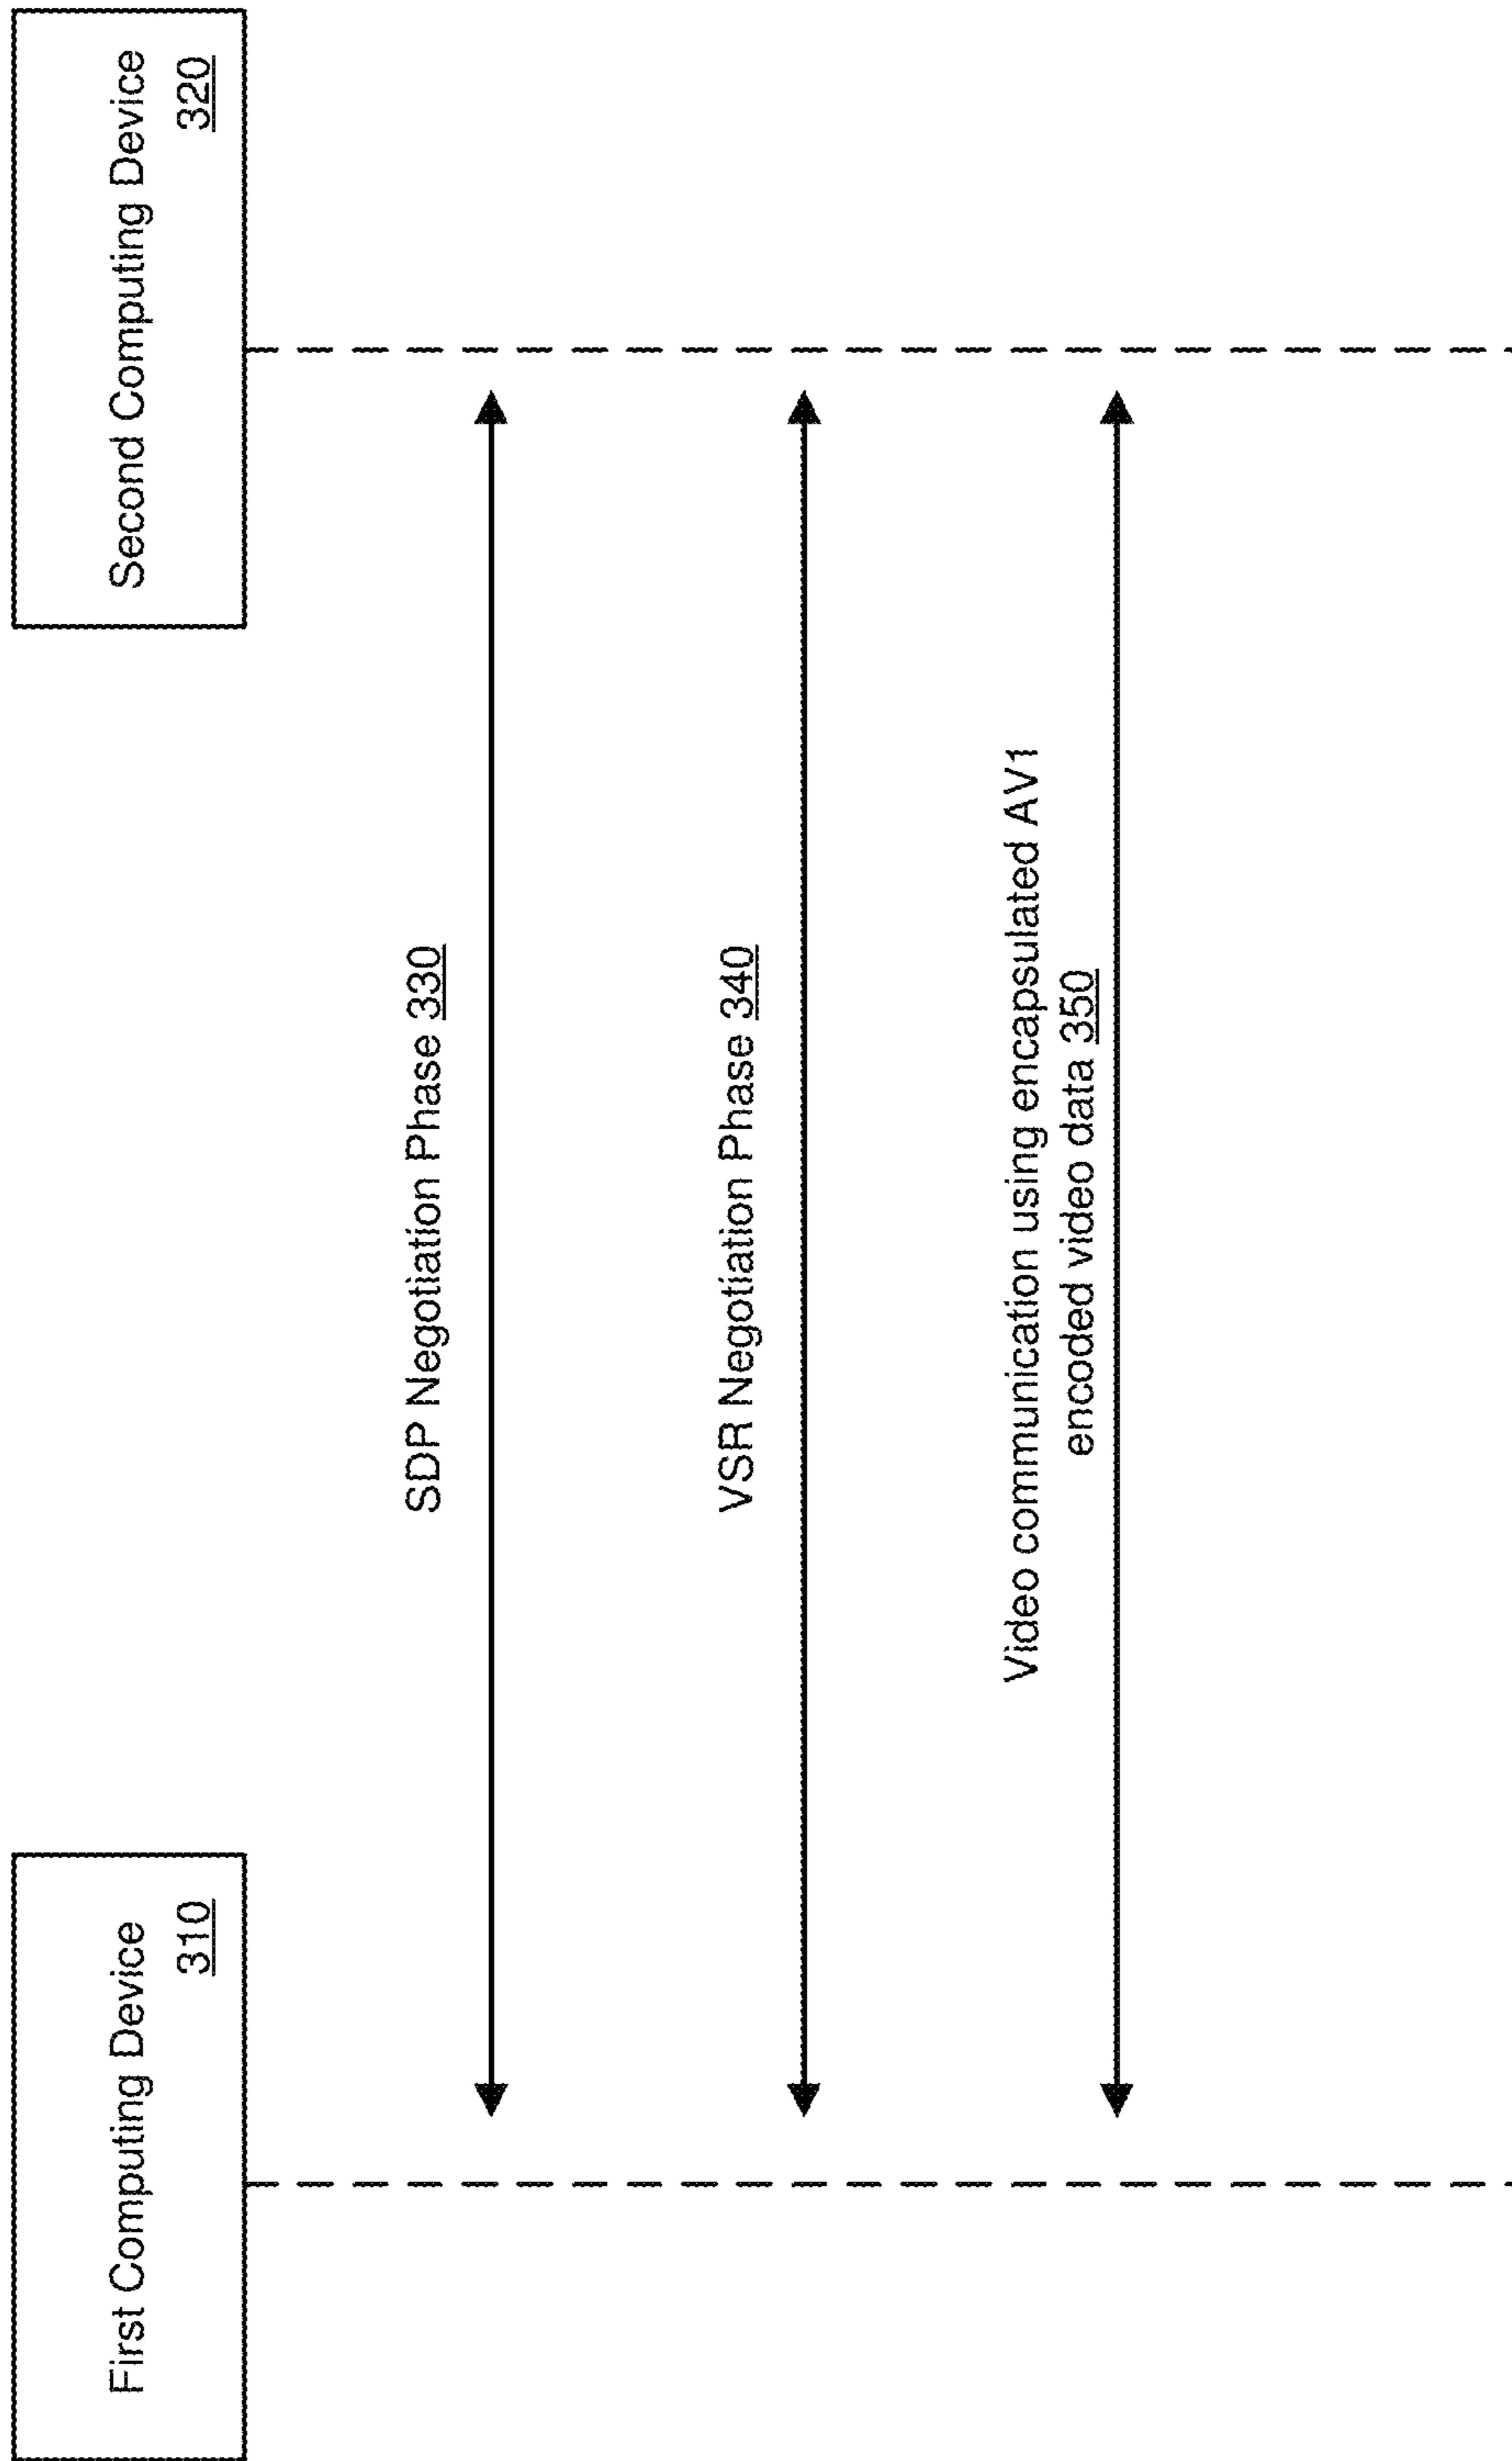 First Computing Device
310
Second Computing Device
320
SDP Negotiation Phase 330
VSR Negotiation Phase 340
Video communication using encapsulated AV1
encoded video data 350